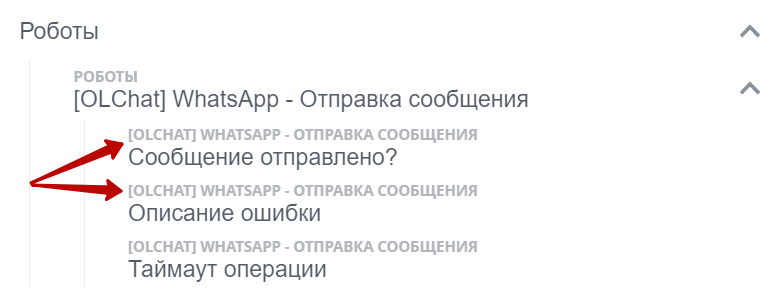 Роботы
РОБОТЫ
[OLChat] WhatsApp - Отправка сообщения
[OLCHAT] WHATSAPP - ОТПРАВКА СООБЩЕНИЯ
Сообщение отправлено?
[OLCHAT] WHATSAPP - ОТПРАВКА СООБЩЕНИЯ
Описание ошибки
[OLCHAT] WHATSAPP - ОТПРАВКА СООБЩЕНИЯ
Таймаут операции